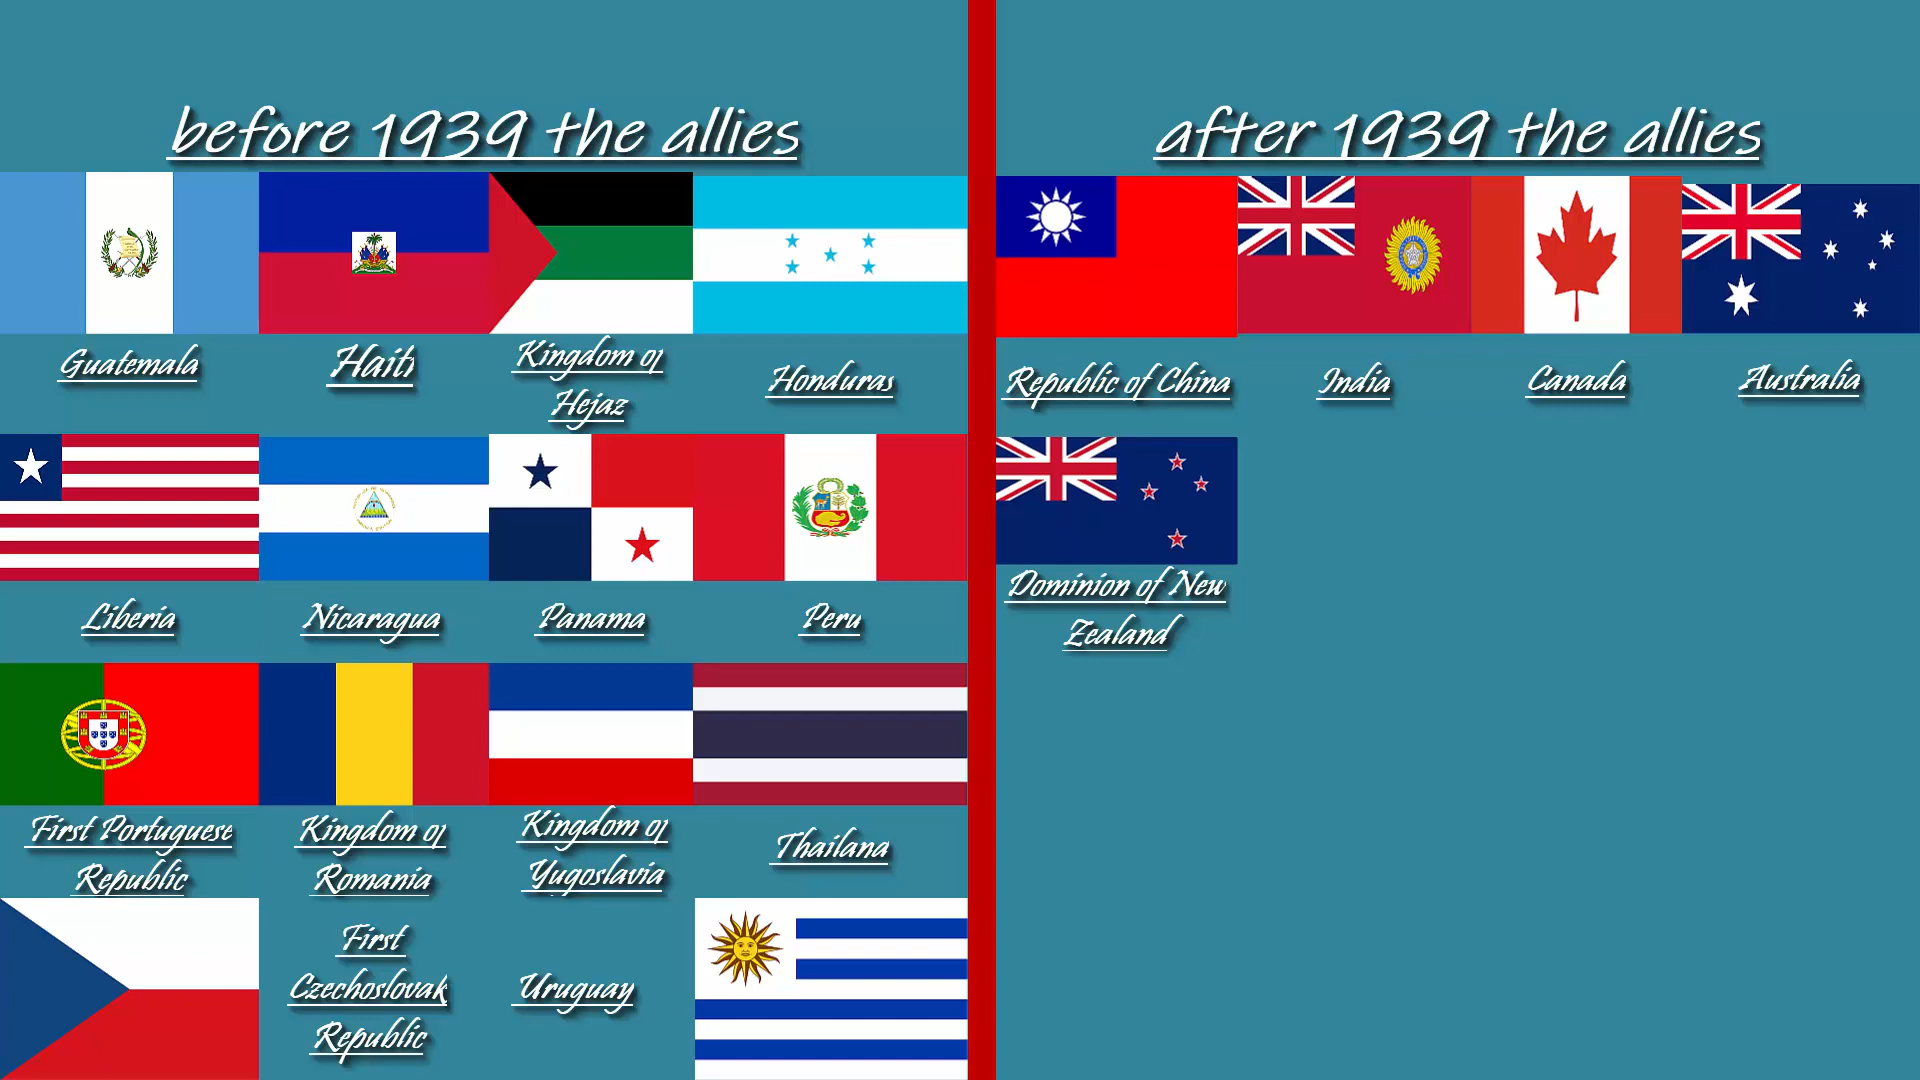 before 1939 the allies
after 1939 the allies
Guatemala
Haiti
Kingdom of
Hejaz
Honduras
Republic of China
India
Canada
Australia
Liberia
Nicaragua
Panama
Peru
Dominion of New
Zealand
First Portuguese
Republic
Kingdom of
Romania
Kingdom of
Yugoslavia
Thailand
First
Czechoslovak
Republic
Uruguay